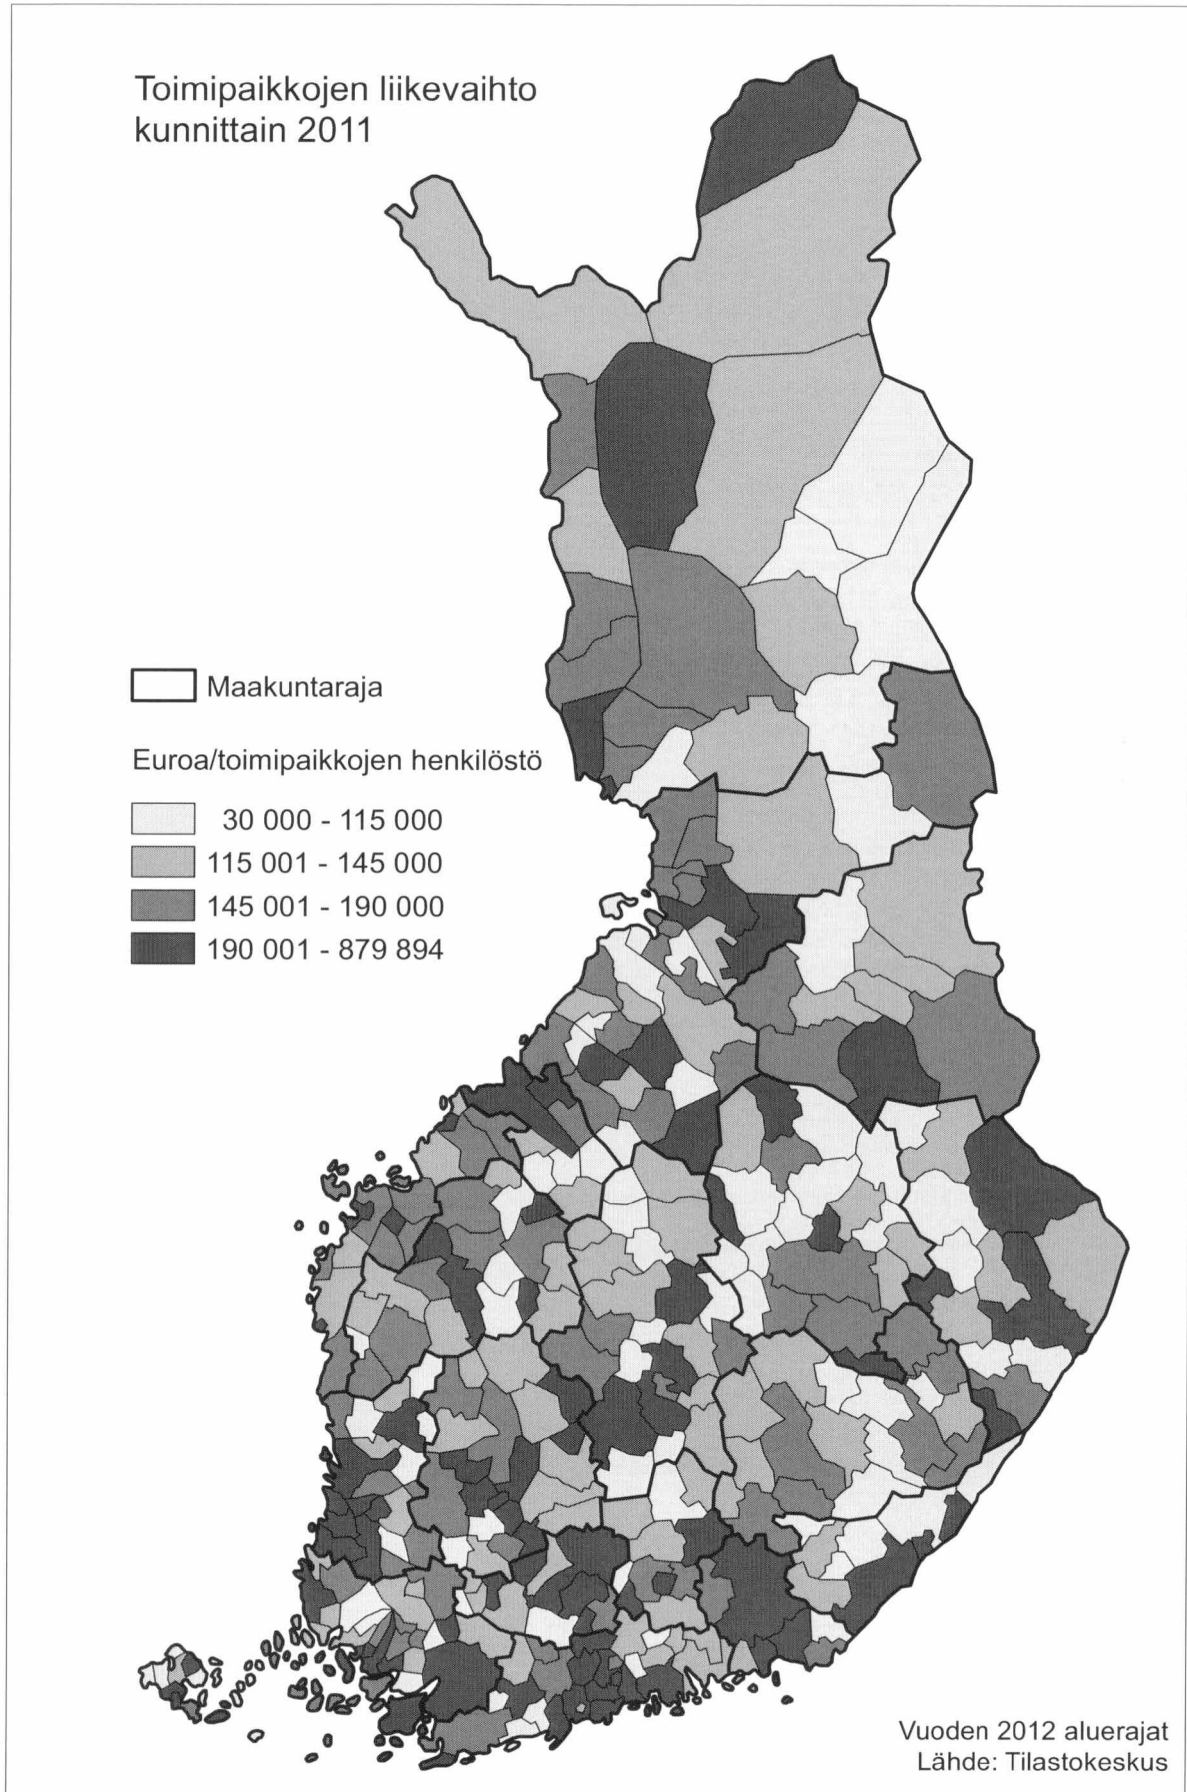 Toimipaikkojen liikevaihto
kunnittain 2011
Maakuntaraja
Euroa/toimipaikkojen henkilöstö
30 000 - 115 000
115 001 - 145 000
145 001 - 190 000
190 001 - 879 894
Vuoden 2012 aluerajat
Lähde: Tilastokeskus